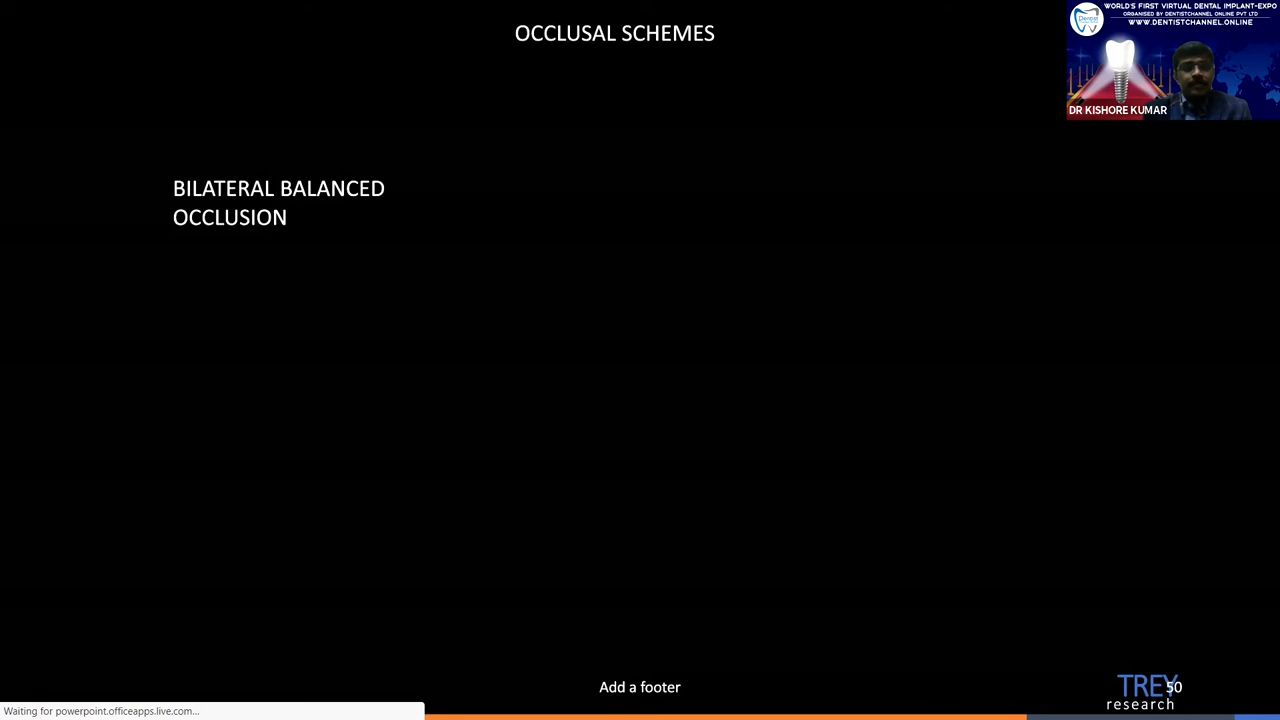 OCCLUSAL SCHEMES
WORLD'S FIRST VIRTUAL DENTAL IMPLANT-EXPO
ORGANISED BY DENTISTCHANNEL ONLINE PVT LTD
WWW.DENTISTCHANNEL.ONLINE
Dentist
DR KISHORE KUMAR
BILATERAL BALANCED
OCCLUSION
Add a footer
TREY
50
research
Waiting for powerpoint.officeapps.live.com...